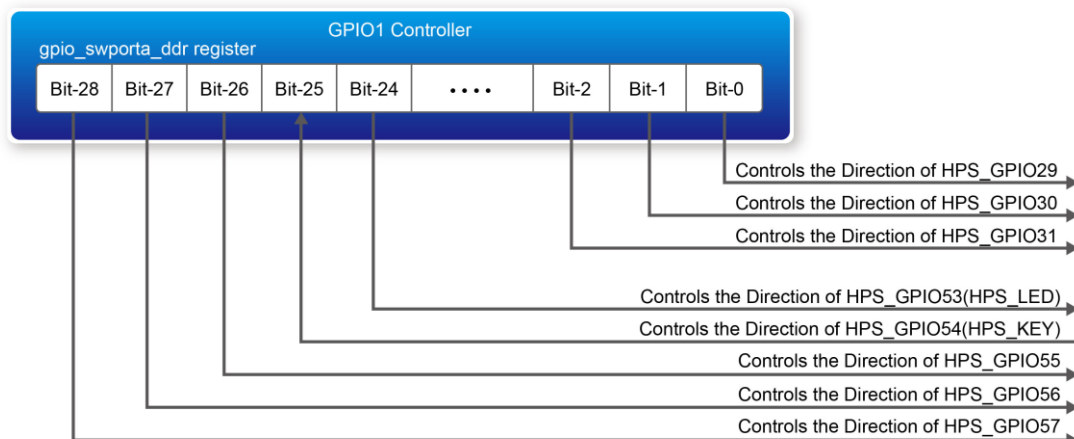 GPIO1 Controller
gpio_swporta_ddr register
Bit-28 Bit-27 Bit-26 Bit-25 Bit-24 •••• Bit-2 Bit-1 Bit-0
Controls the Direction of HPS_GPIO29
Controls the Direction of HPS_GPIO30
Controls the Direction of HPS_GPIO31
Controls the Direction of HPS_GPIO53(HPS_LED)
Controls the Direction of HPS_GPIO54(HPS_KEY)
Controls the Direction of HPS_GPIO55
Controls the Direction of HPS_GPIO56
Controls the Direction of HPS_GPIO57